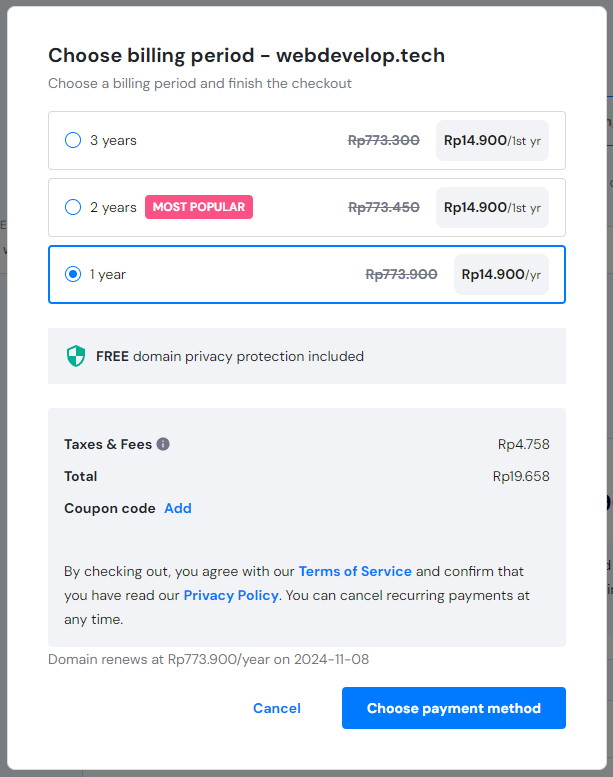 Choose billing period - webdevelop.tech
Choose a billing period and finish the checkout
3 years Rp773.300 Rp14.900/1st yr
2 years MOST POPULAR Rp773.450 Rp14.900/1st yr
1 year Rp773.900 Rp14.900/yr
FREE domain privacy protection included
Taxes & Fees Rp4.758
Total Rp19.658
Coupon code Add
By checking out, you agree with our Terms of Service and confirm that
you have read our Privacy Policy. You can cancel recurring payments at
any time.
Domain renews at Rp773.900/year on 2024-11-08
Cancel Choose payment method